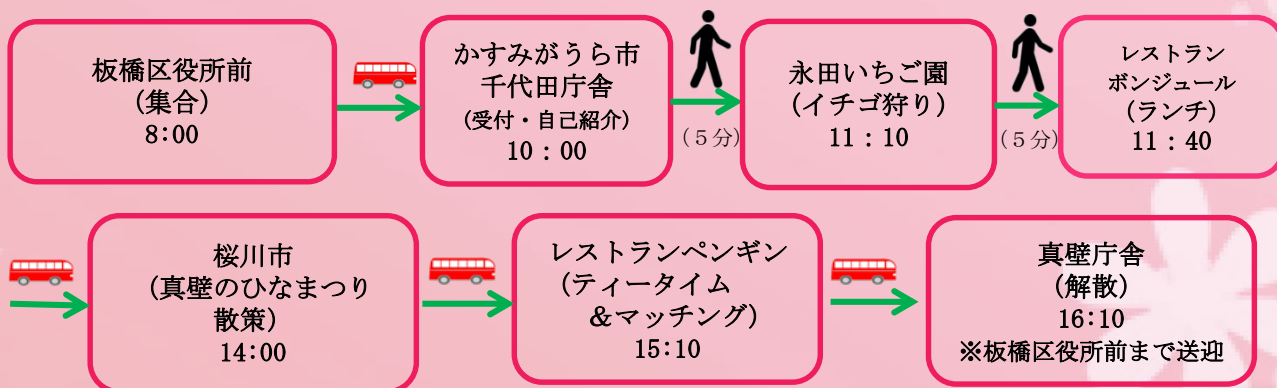 板橋区役所前
(集合)
8:00
かすみがうら市
千代田庁舎
(受付・自己紹介)
10：00
(５分)
永田いちご園
(イチゴ狩り)
11：10
(５分)
レストラン
ボンジュール
(ランチ)
11：40
桜川市
(真壁のひなまつり
散策)
14:00
レストランペンギン
(ティータイム
＆マッチング)
15:10
真壁庁舎
(解散)
16:10
※板橋区役所前まで送迎